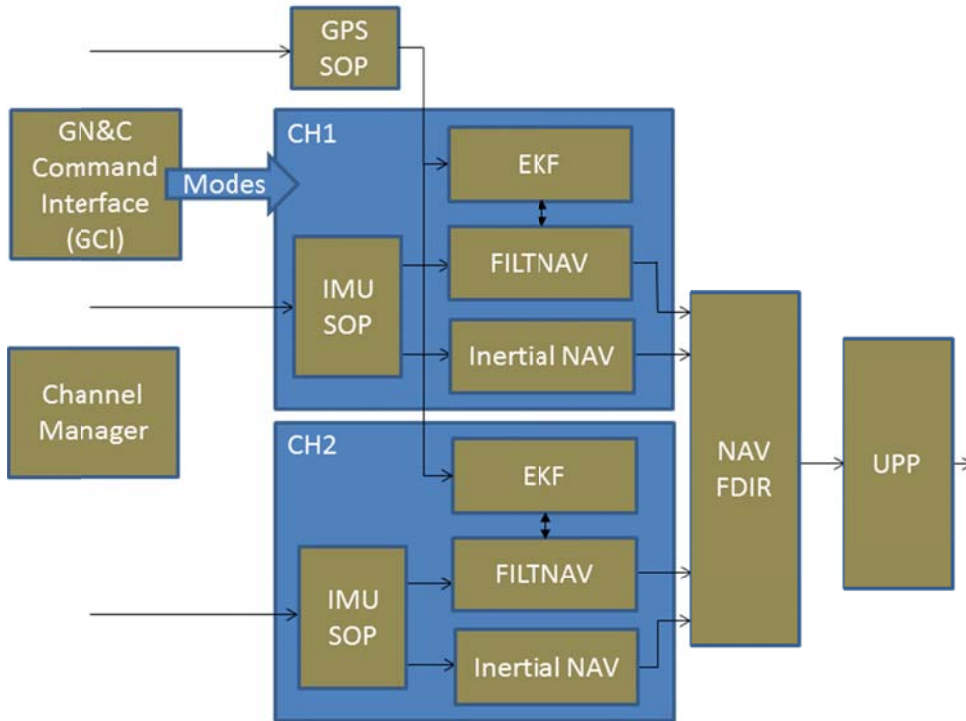 GPS
SOP
GN&C
Command
Interface
(GCI)
Modes
CH1
EKF
FILTNAV
IMU
SOP
Inertial NAV
Channel
Manager
CH2
EKF
FILTNAV
IMU
SOP
Inertial NAV
NAV
FDIR
UPP